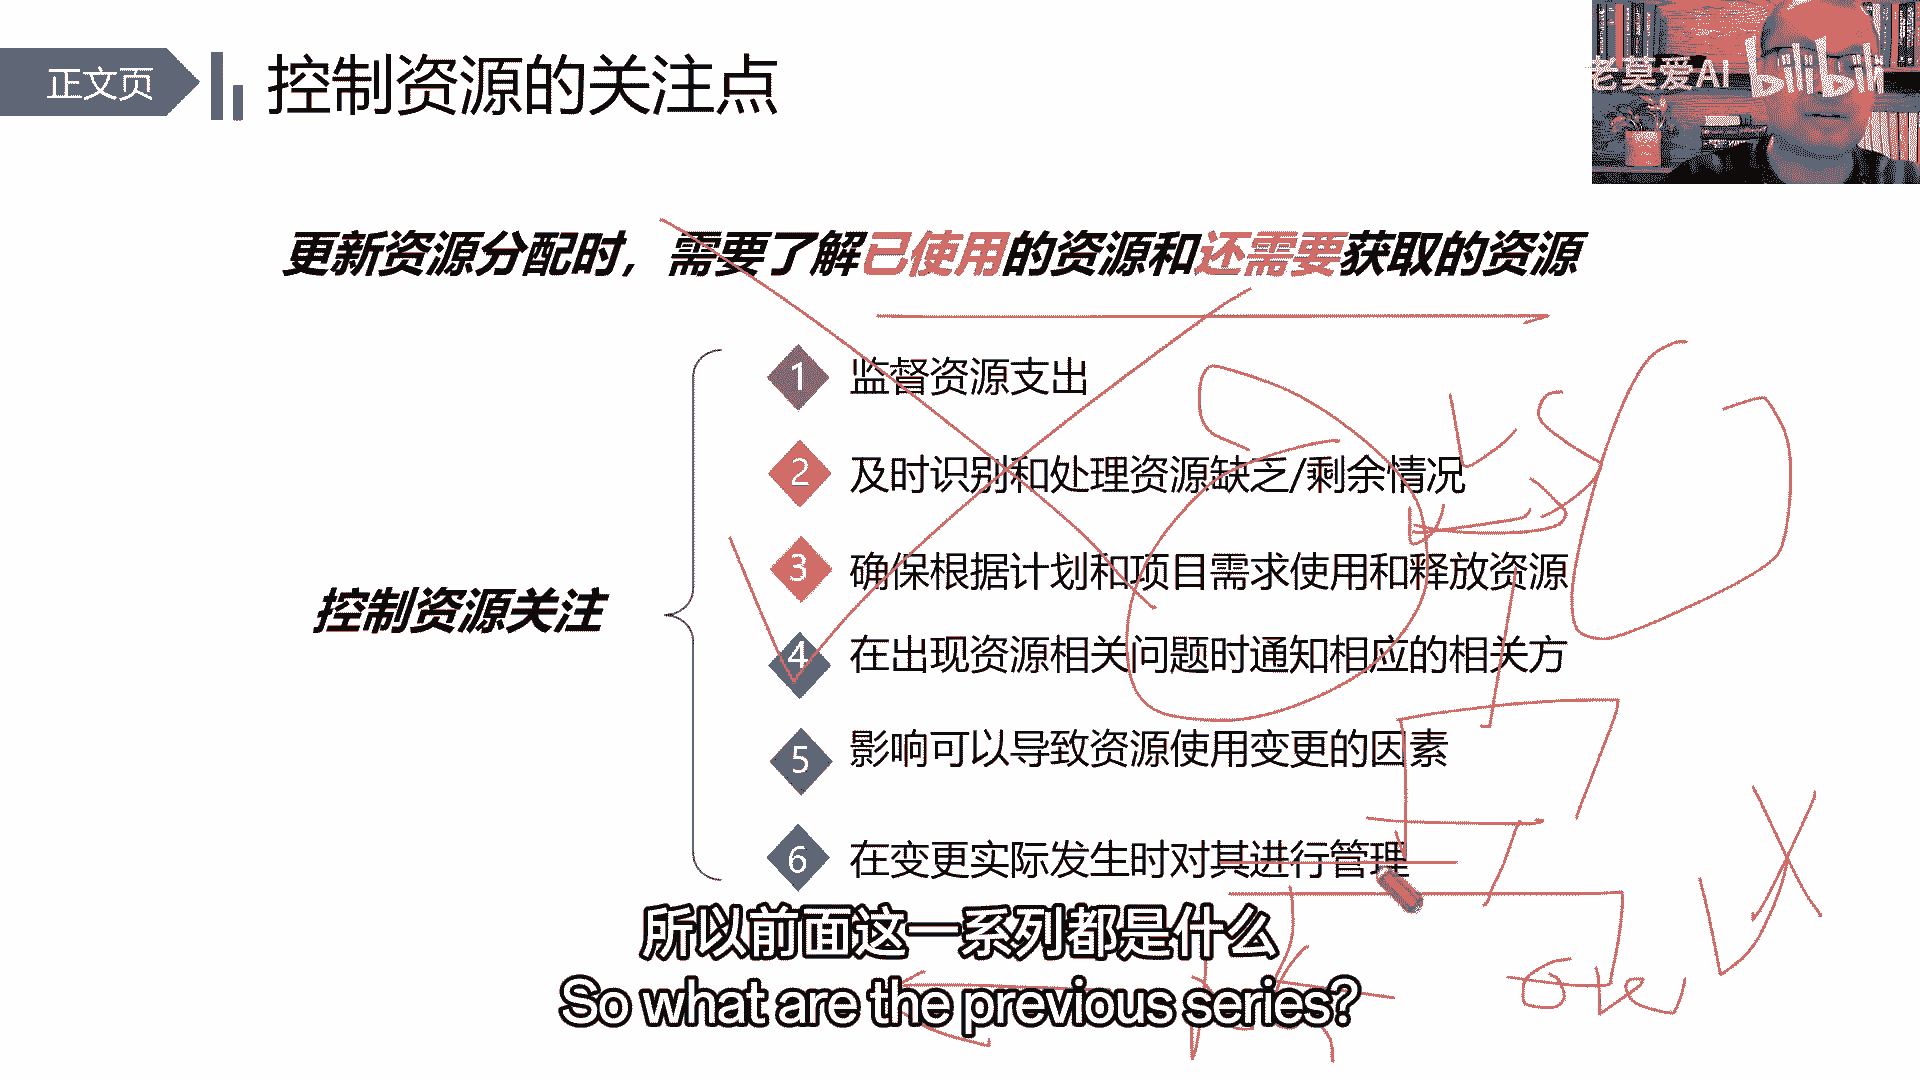 正文页
控制资源的关注点
老莫爱AI
bilibili
更新资源分配时，需要了解已使用的资源和还需要获取的资源
控制资源关注
1 监督资源支出
2 及时识别和处理资源缺乏/剩余情况
3 确保根据计划和项目需求使用和释放资源
4 在出现资源相关问题时通知相应的相关方
5 影响可以导致资源使用变更的因素
6 在变更实际发生时对其进行管理
所以前面这一系列都是什么
So what are the previous series?